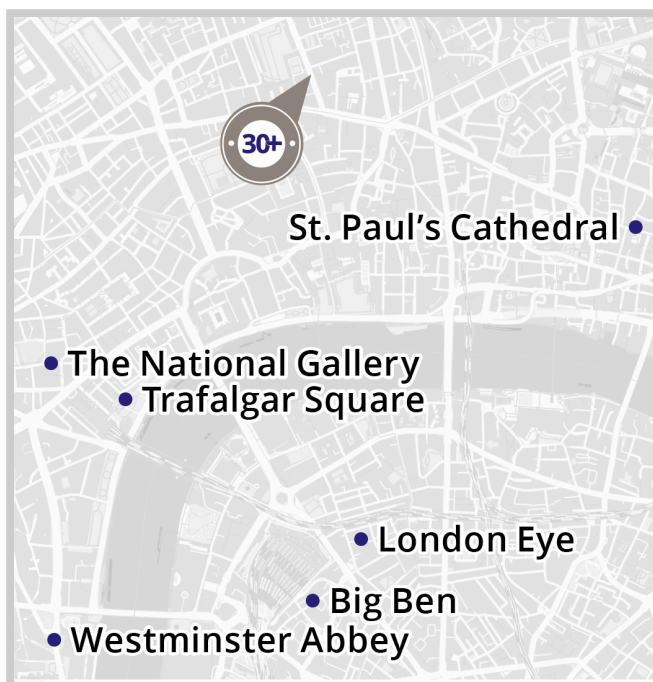 30+
St. Paul's Cathedral
The National Gallery
Trafalgar Square
London Eye
Big Ben
Westminster Abbey